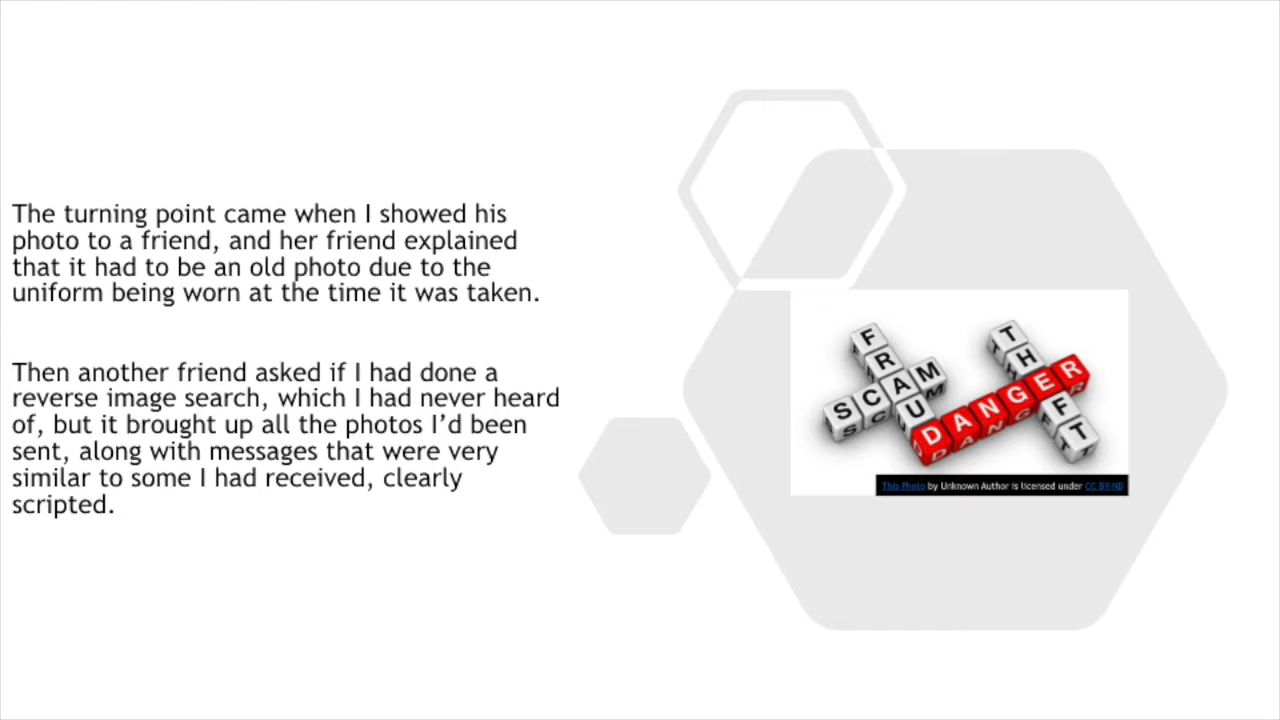 The turning point came when I showed his
photo to a friend, and her friend explained
that it had to be an old photo due to the
uniform being worn at the time it was taken.
Then another friend asked if I had done a
reverse image search, which I had never heard
of, but it brought up all the photos I’d been
sent, along with messages that were very
similar to some I had received, clearly
scripted.
FRAUD
SCAM
THEFT
DANGER
This Photo by Unknown Author is licensed under CC BY-ND